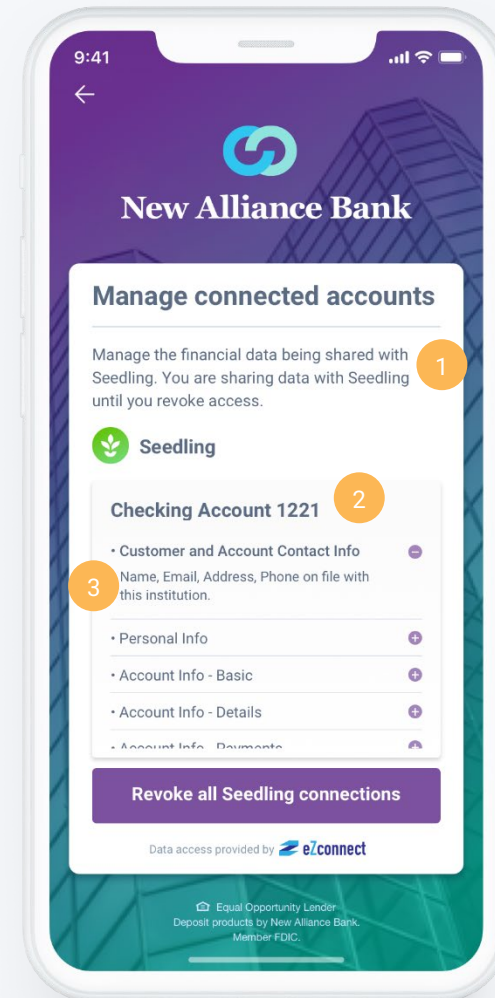 9:41
New Alliance Bank
Manage connected accounts
Manage the financial data being shared with
Seedling. You are sharing data with Seedling
until you revoke access.
1
Seedling
Checking Account 1221
2
• Customer and Account Contact Info
Name, Email, Address, Phone on file with
this institution.
3
• Personal Info
• Account Info - Basic
• Account Info - Details
• Account Info - Payments
Revoke all Seedling connections
Data access provided by eZconnect
Equal Opportunity Lender
Deposit products by New Alliance Bank.
Member FDIC.